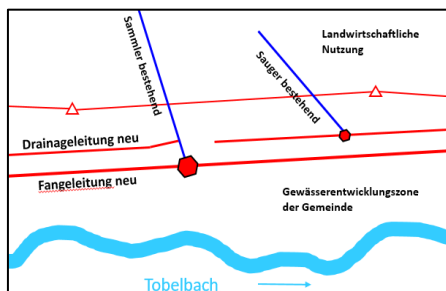 Sammler bestehend
Sauger bestehend
Landwirtschaftliche
Nutzung
Drainageleitung neu
Fangeleitung neu
Gewässerentwicklungszone
der Gemeinde
Tobelbach